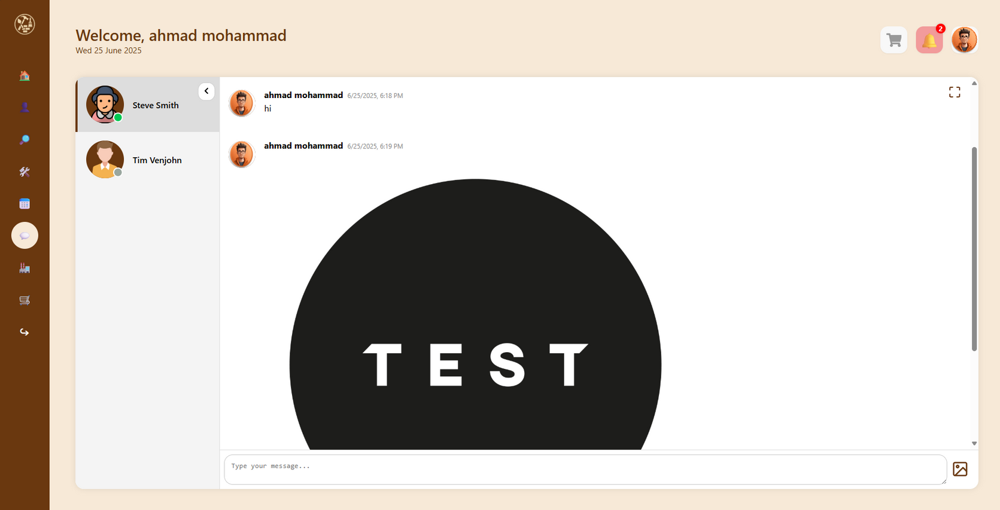 Welcome, ahmad mohammad
Wed 25 June 2025
2
Steve Smith
Tim Venjohn
ahmad mohammad 6/25/2025, 6:18 PM
hi
ahmad mohammad 6/25/2025, 6:19 PM
TEST
Type your message...